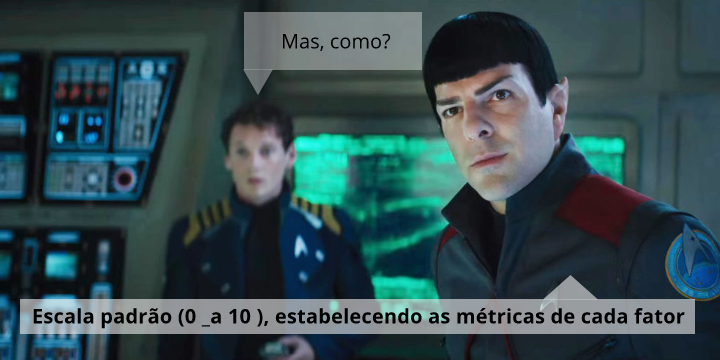 Mas, como?
Escala padrão (0 _a 10 ), estabelecendo as métricas de cada fator